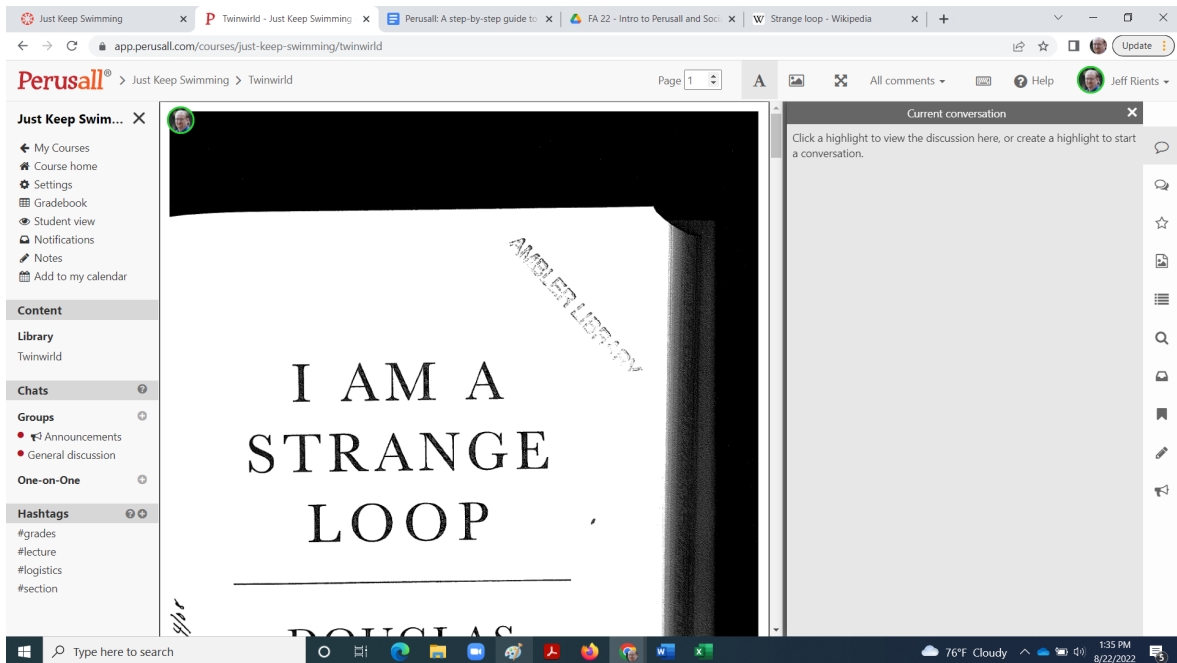 Just Keep Swimming
Twinwirld - Just Keep Swimming
Perusall: A step-by-step guide to
FA 22 - Intro to Perusall and Soci
W Strange loop - Wikipedia
app.perusall.com/courses/just-keep-swimming/twinwirld
Update
Perusall® > Just Keep Swimming > Twinwirld
Page 1
A
All comments
Help
Jeff Rients
Just Keep Swim...
My Courses
Course home
Settings
Gradebook
Student view
Notifications
Notes
Add to my calendar
Content
Library
Twinwirld
Chats
Groups
Announcements
General discussion
One-on-One
Hashtags
#grades
#lecture
#logistics
#section
AMBLER LIBRARY
I AM A
STRANGE
LOOP
DOUGLAS
Current conversation
Click a highlight to view the discussion here, or create a highlight to start
a conversation.
Type here to search
76°F Cloudy
1:35 PM
8/22/2022
5